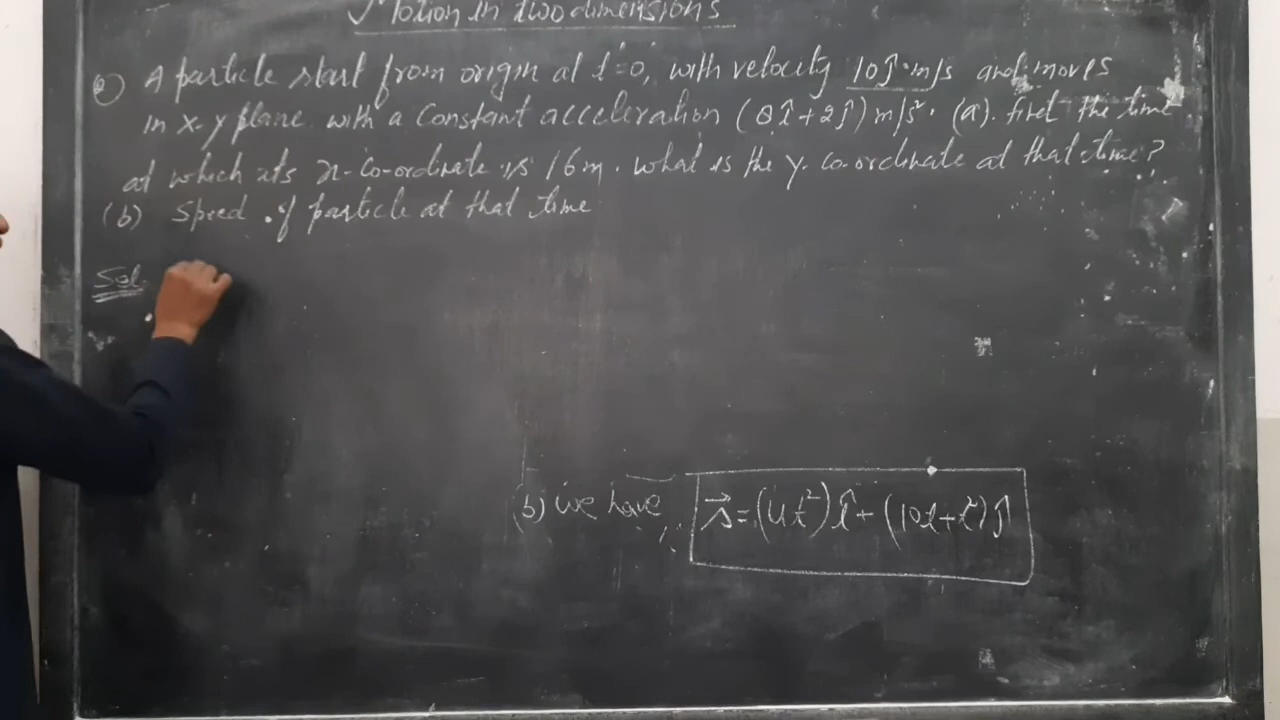 Motion in two dimensions
Q) A particle start from origin at t=0, with velocity 10ĵ m/s and moves
in x-y plane with a constant acceleration (8î+2ĵ) m/s². (a). find the time
at which its x-co-ordinate is 16m. What is the y. co-ordinate at that time?
(b) Speed of particle at that time
Sol.
(b) we have s⃗=(4t²)î+(10t+t²)ĵ